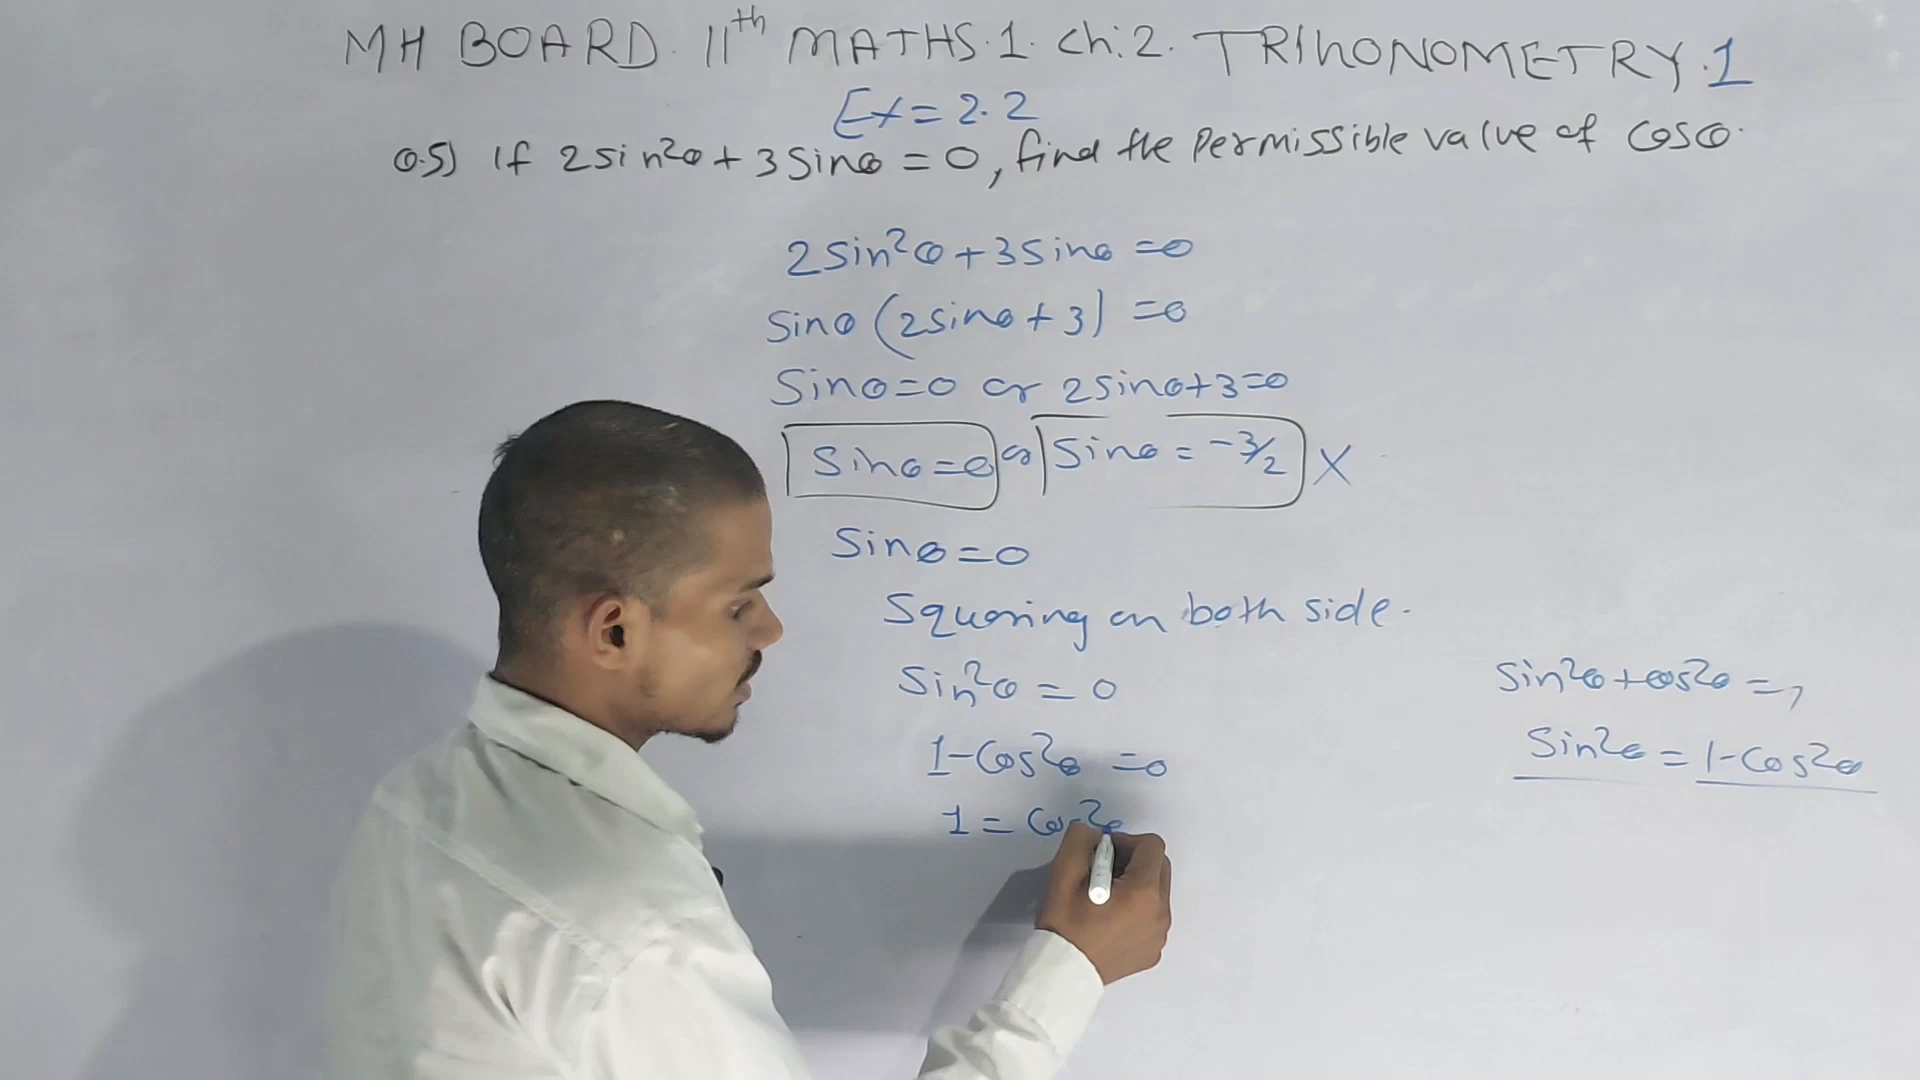 MH BOARD. 11th MATHS.1. Ch:2. TRIGONOMETRY.1
Ex = 2.2
Q.5) If 2sin²θ + 3sinθ = 0, find the permissible value of cosθ.
2sin²θ + 3sinθ = 0
sinθ (2sinθ + 3) = 0
sinθ = 0 or 2sinθ + 3 = 0
sinθ = 0 or sinθ = -3/2 X
sinθ = 0
Squaring on both side.
sin²θ = 0
sin²θ + cos²θ = 1
1 - cos²θ = 0
sin²θ = 1 - cos²θ
1 = cos²θ